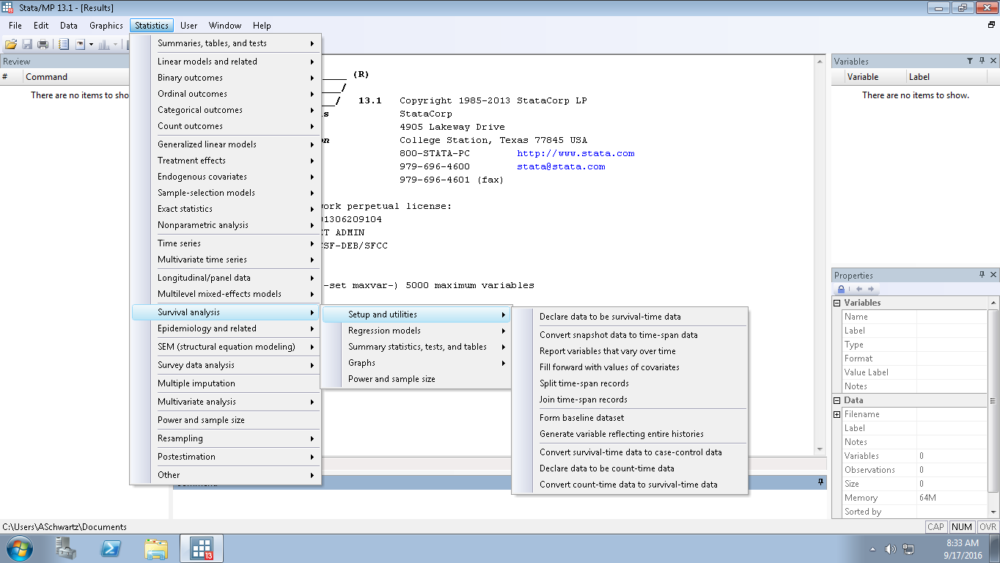 Stata/MP 13.1 - [Results]
File Edit Data Graphics Statistics User Window Help
Review
# Command
There are no items to sho
Summaries, tables, and tests
Linear models and related
Binary outcomes
Ordinal outcomes
Categorical outcomes
Count outcomes
Generalized linear models
Treatment effects
Endogenous covariates
Sample-selection models
Exact statistics
Nonparametric analysis
Time series
Multivariate time series
Longitudinal/panel data
Multilevel mixed-effects models
Survival analysis
Epidemiology and related
SEM (structural equation modeling)
Survey data analysis
Multiple imputation
Multivariate analysis
Power and sample size
Resampling
Postestimation
Other
Setup and utilities
Regression models
Summary statistics, tests, and tables
Graphs
Power and sample size
Declare data to be survival-time data
Convert snapshot data to time-span data
Report variables that vary over time
Fill forward with values of covariates
Split time-span records
Join time-span records
Form baseline dataset
Generate variable reflecting entire histories
Convert survival-time data to case-control data
Declare data to be count-time data
Convert count-time data to survival-time data
____ (R)
___/
__/ 13.1 Copyright 1985-2013 StataCorp LP
s StataCorp
4905 Lakeway Drive
on College Station, Texas 77845 USA
800-STATA-PC http://www.stata.com
979-696-4600 stata@stata.com
979-696-4601 (fax)
ork perpetual license:
01306209104
T ADMIN
SF-DEB/SFCC
-set maxvar-) 5000 maximum variables
Variables
Variable Label
There are no items to show.
Properties
Variables
Name
Label
Type
Format
Value Label
Notes
Data
Filename
Label
Notes
Variables 0
Observations 0
Size 0
Memory 64M
Sorted by
C:\Users\ASchwartz\Documents
CAP NUM OVR
13
8:33 AM
9/17/2016